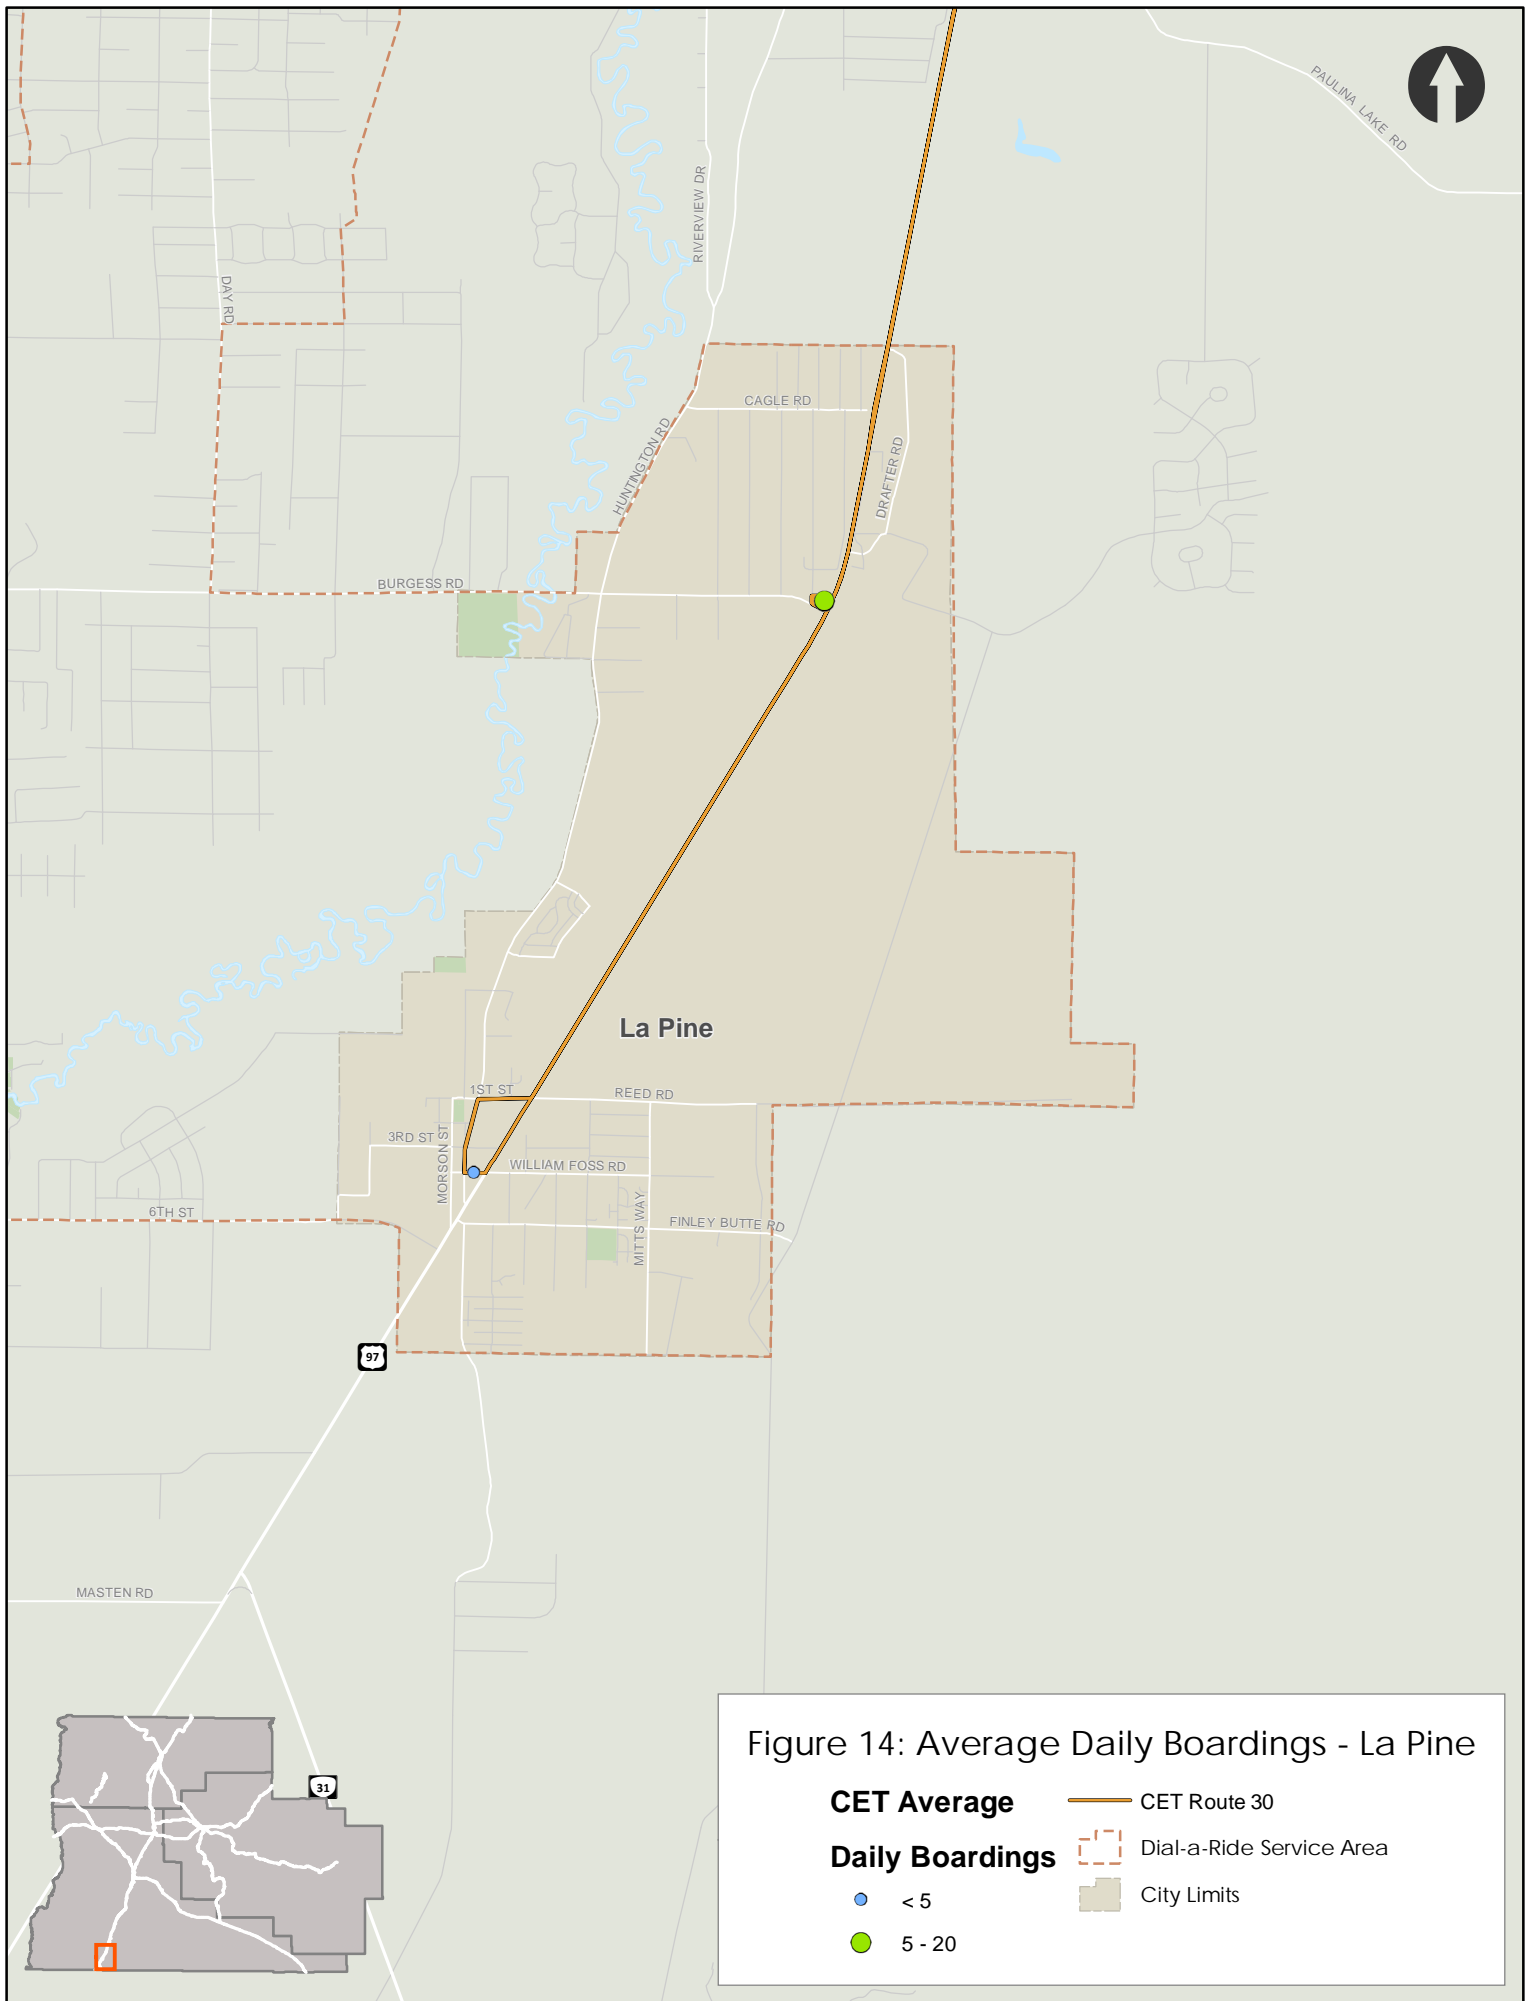 PAULINA LAKE RD
RIVERVIEW DR
DAY RD
CAGLE RD
HUNTINGTON RD
DRAFTER RD
BURGESS RD
La Pine
1ST ST
REED RD
3RD ST
MORSON ST
WILLIAM FOSS RD
6TH ST
MITTS WAY
FINLEY BUTTE RD
97
MASTEN RD
31
Figure 14: Average Daily Boardings - La Pine
CET Average
Daily Boardings
< 5
5 - 20
CET Route 30
Dial-a-Ride Service Area
City Limits